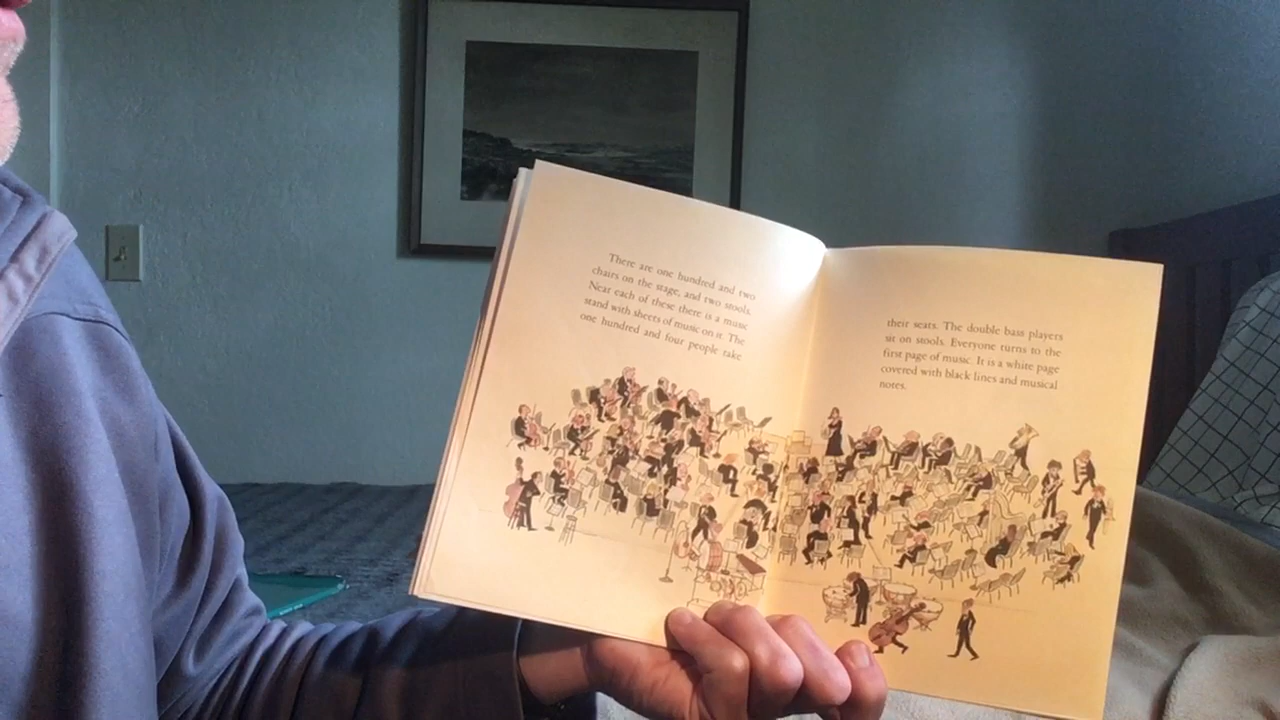 There are one hundred and two
chairs on the stage, and two stools.
Near each of these there is a music
stand with sheets of music on it. The
one hundred and four people take
their seats. The double bass players
sit on stools. Everyone turns to the
first page of music. It is a white page
covered with black lines and musical
notes.